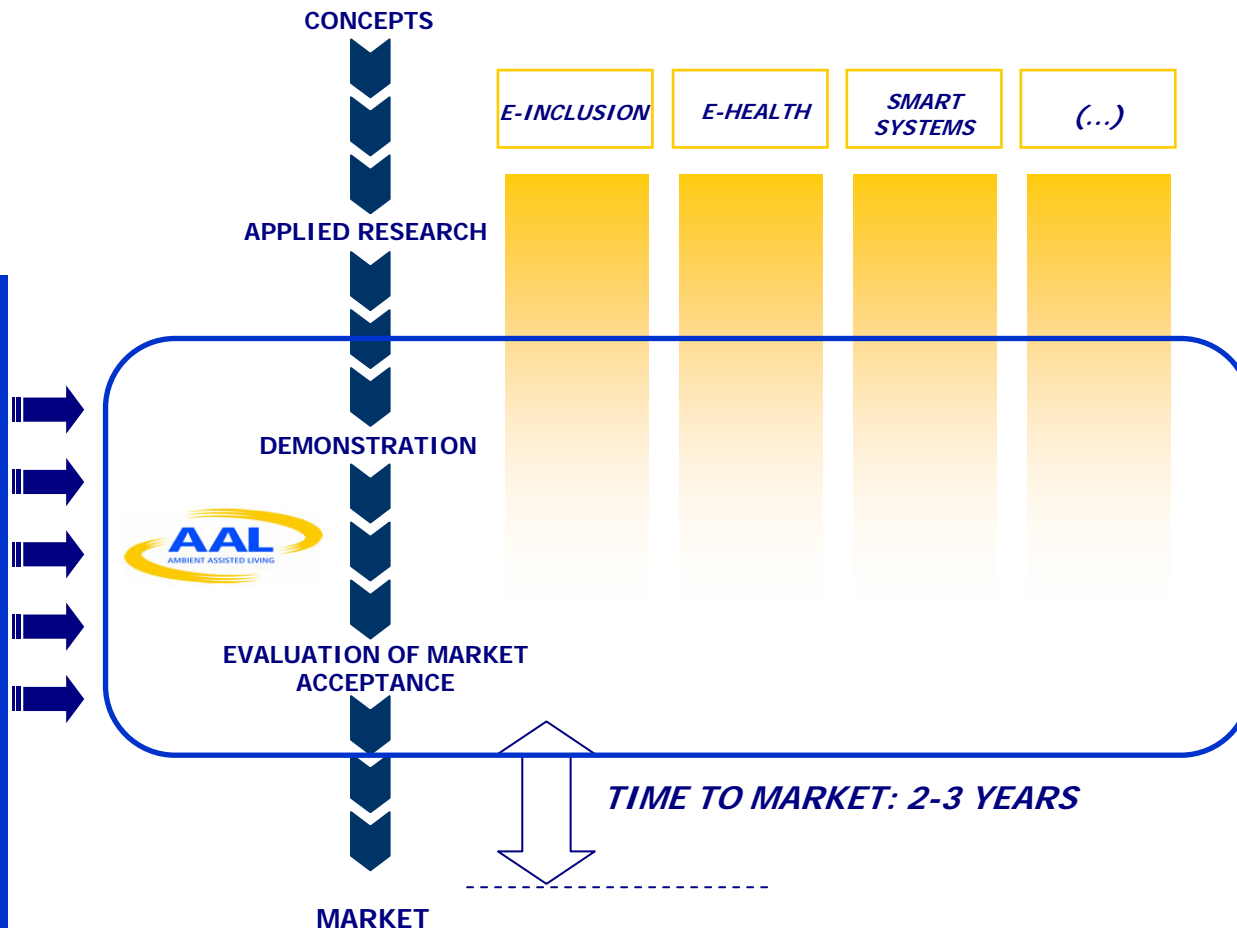 CONCEPTS
E-INCLUSION
E-HEALTH
SMART
SYSTEMS
(...)
APPLIED RESEARCH
DEMONSTRATION
AAL
AMBIENT ASSISTED LIVING
EVALUATION OF MARKET
ACCEPTANCE
TIME TO MARKET: 2-3 YEARS
MARKET